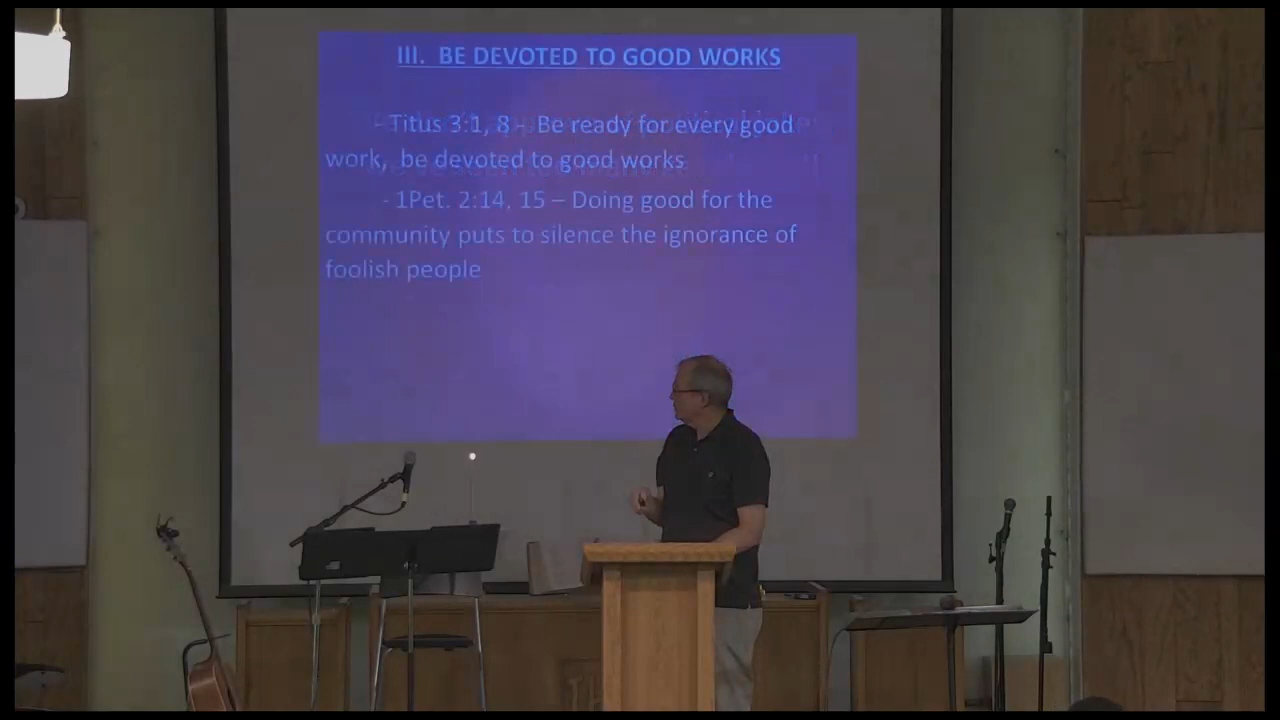 III. BE DEVOTED TO GOOD WORKS
- Titus 3:1, 8 – Be ready for every good
work, be devoted to good works
- 1Pet. 2:14, 15 – Doing good for the
community puts to silence the ignorance of
foolish people